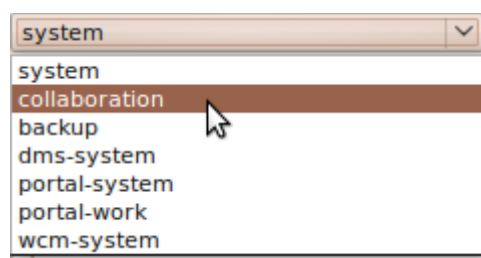 system
system
collaboration
backup
dms-system
portal-system
portal-work
wcm-system